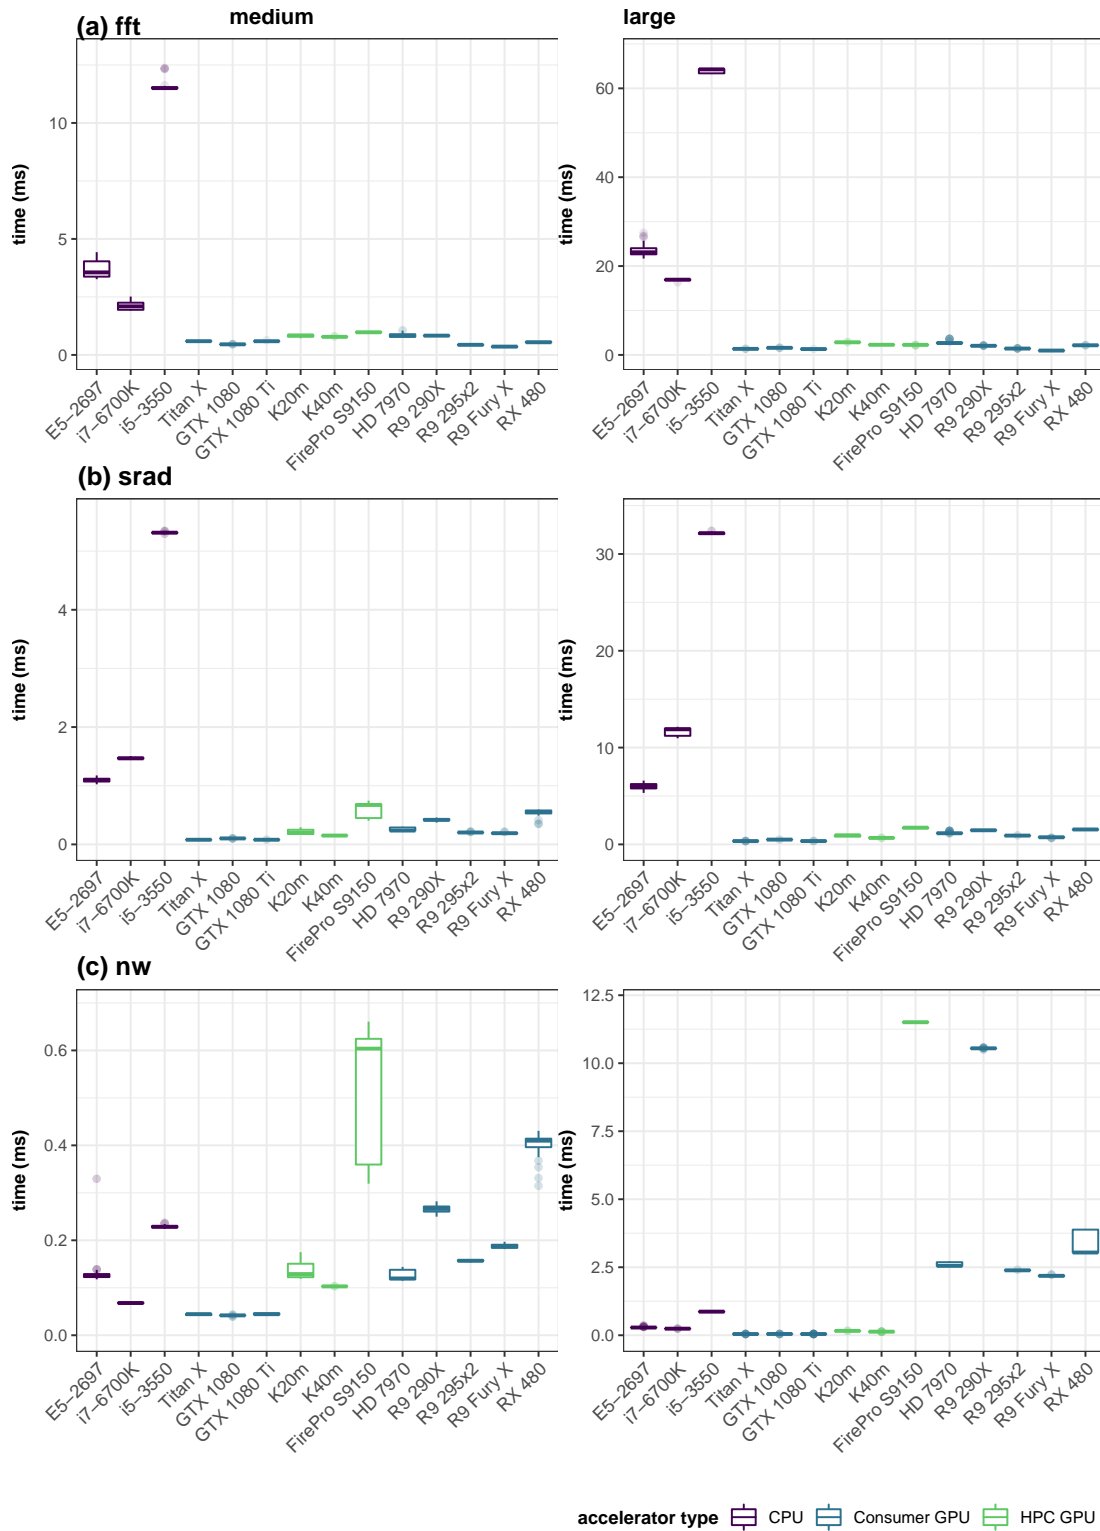 (a) fft
medium
large
time (ms)
10
5
0
E5−2697
i7−6700K
i5−3550
Titan X
GTX 1080
GTX 1080 Ti
K20m
K40m
FirePro S9150
HD 7970
R9 290X
R9 295x2
R9 Fury X
RX 480
time (ms)
60
40
20
0
E5−2697
i7−6700K
i5−3550
Titan X
GTX 1080
GTX 1080 Ti
K20m
K40m
FirePro S9150
HD 7970
R9 290X
R9 295x2
R9 Fury X
RX 480
(b) srad
time (ms)
4
2
0
E5−2697
i7−6700K
i5−3550
Titan X
GTX 1080
GTX 1080 Ti
K20m
K40m
FirePro S9150
HD 7970
R9 290X
R9 295x2
R9 Fury X
RX 480
time (ms)
30
20
10
0
E5−2697
i7−6700K
i5−3550
Titan X
GTX 1080
GTX 1080 Ti
K20m
K40m
FirePro S9150
HD 7970
R9 290X
R9 295x2
R9 Fury X
RX 480
(c) nw
time (ms)
0.6
0.4
0.2
0.0
E5−2697
i7−6700K
i5−3550
Titan X
GTX 1080
GTX 1080 Ti
K20m
K40m
FirePro S9150
HD 7970
R9 290X
R9 295x2
R9 Fury X
RX 480
time (ms)
12.5
10.0
7.5
5.0
2.5
0.0
E5−2697
i7−6700K
i5−3550
Titan X
GTX 1080
GTX 1080 Ti
K20m
K40m
FirePro S9150
HD 7970
R9 290X
R9 295x2
R9 Fury X
RX 480
accelerator type CPU Consumer GPU HPC GPU